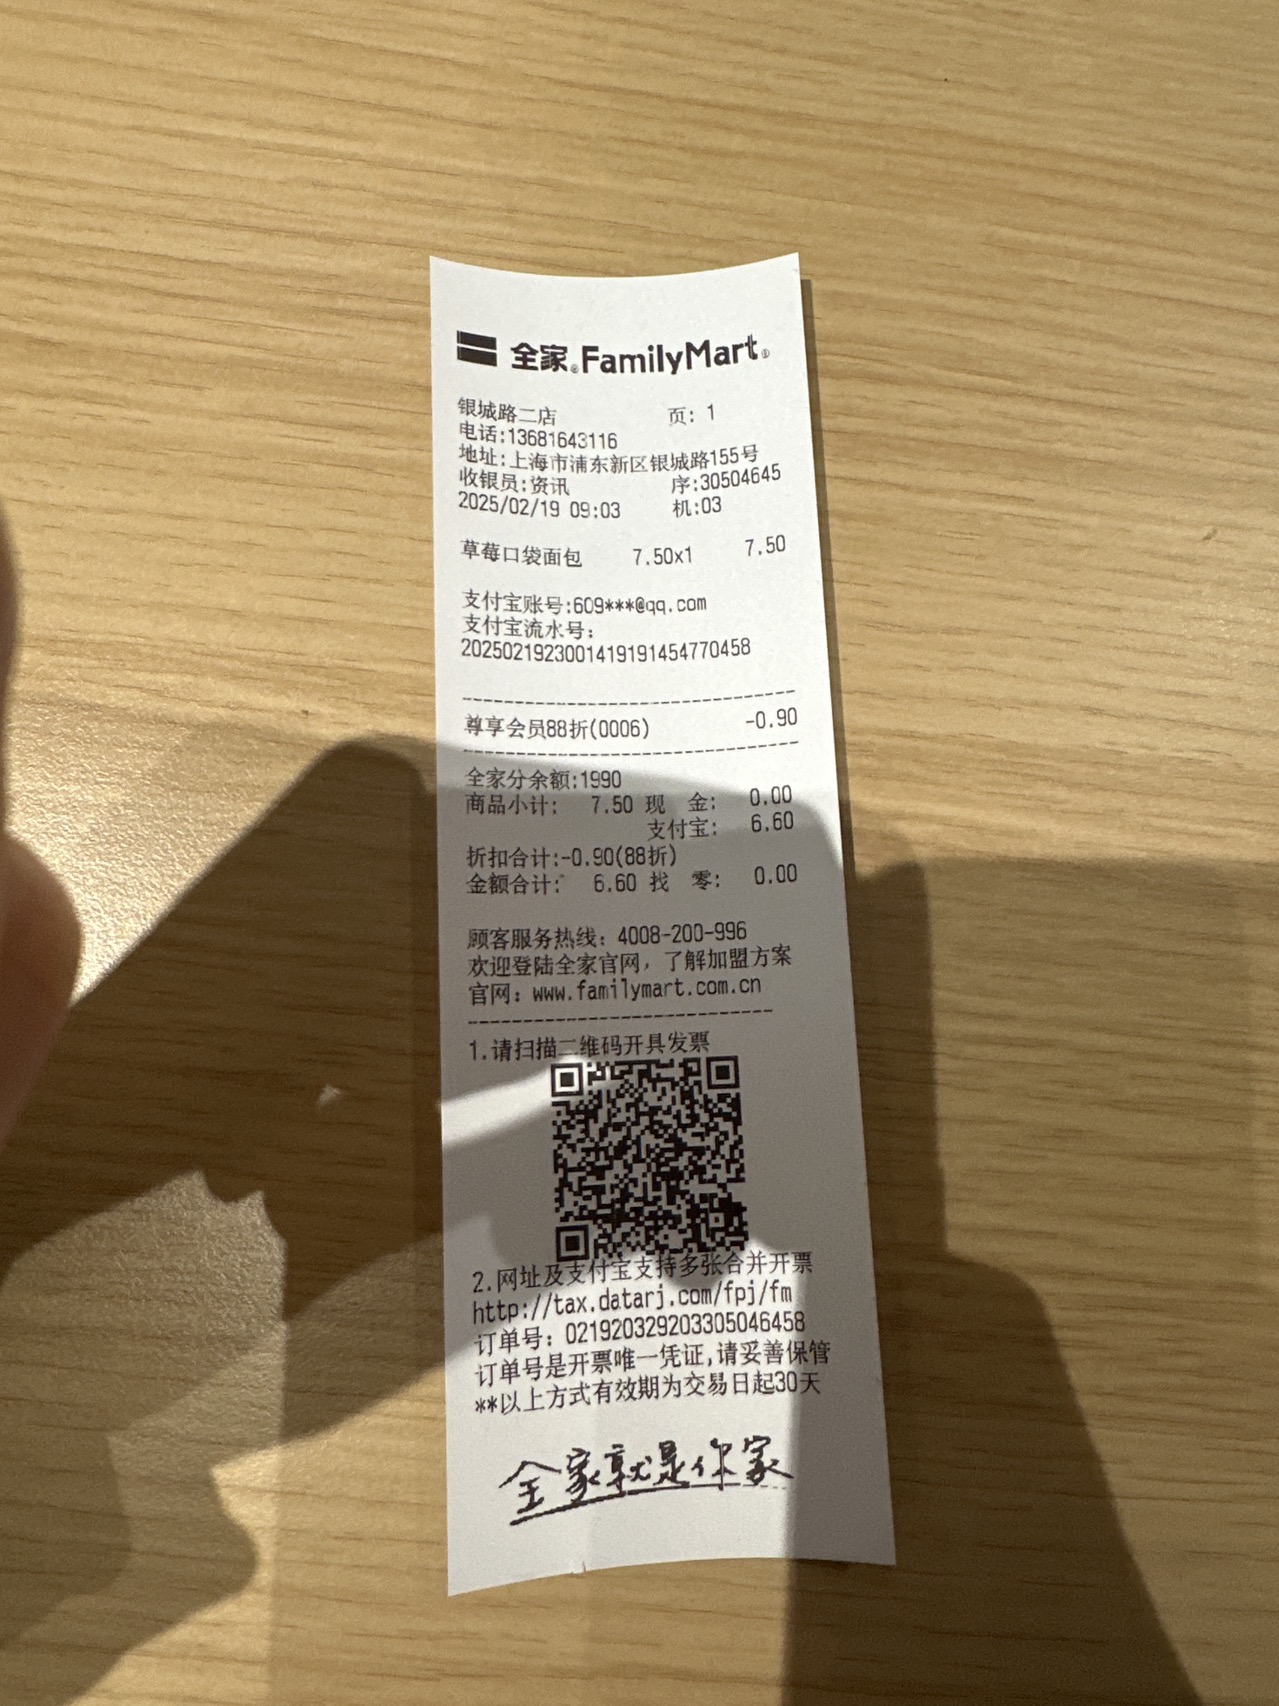 全家 FamilyMart
银城路二店 页: 1
电话:13681643116
地址:上海市浦东新区银城路155号
收银员:资讯 序:30504645
2025/02/19 09:03 机:03
草莓口袋面包 7.50x1 7.50
支付宝账号:609***@qq.com
支付宝流水号:
2025021923001419191454770458
尊享会员88折(0006) -0.90
全家分余额:1990
商品小计: 7.50 现 金: 0.00
支付宝: 6.60
折扣合计:-0.90(88折)
金额合计: 6.60 找 零: 0.00
顾客服务热线: 4008-200-996
欢迎登陆全家官网，了解加盟方案
官网: www.familymart.com.cn
1.请扫描二维码开具发票
2.网址及支付宝支持多张合并开票
http://tax.datarj.com/fpj/fm
订单号: 021920329203305046458
订单号是开票唯一凭证,请妥善保管
**以上方式有效期为交易日起30天
全家就是你家